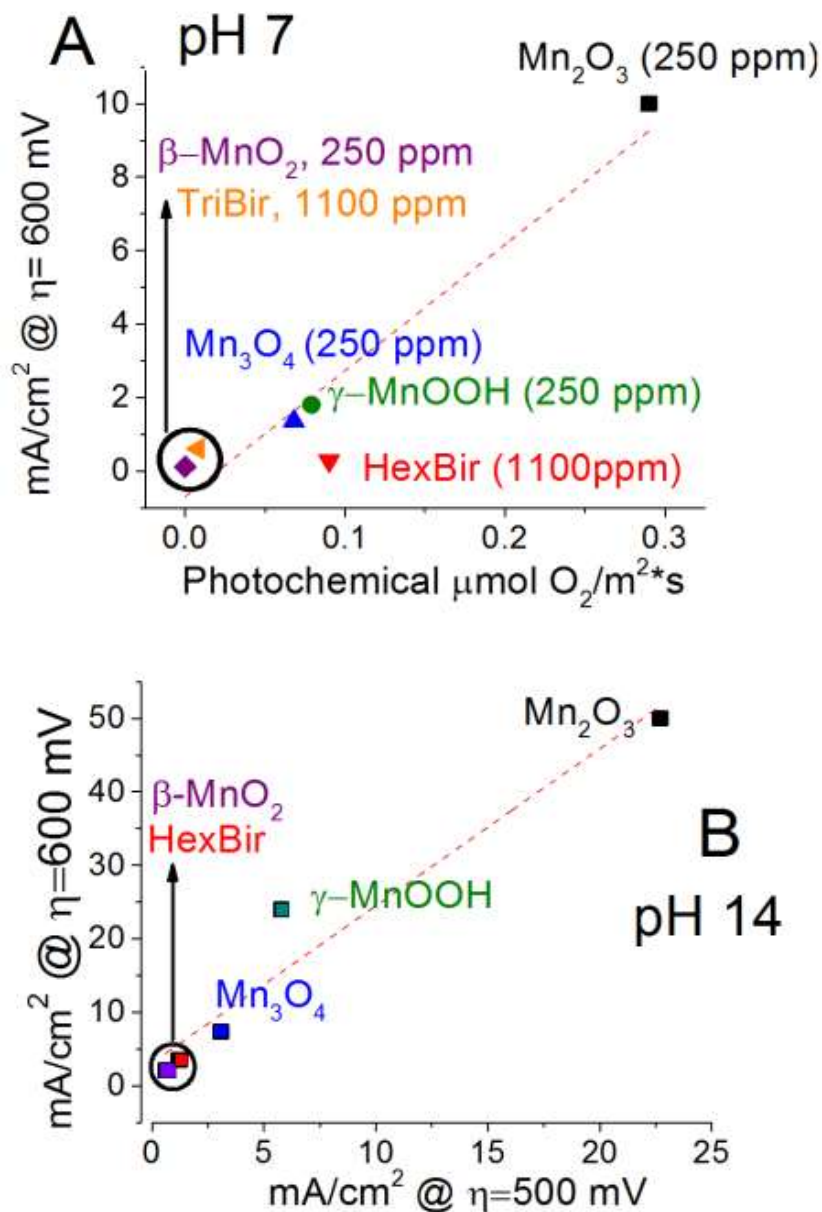 A
pH 7
Mn₂O₃ (250 ppm)
10
β–MnO₂, 250 ppm
8
TriBir, 1100 ppm
6
mA/cm² @ η= 600 mV
4
Mn₃O₄ (250 ppm)
2
γ–MnOOH (250 ppm)
0
HexBir (1100ppm)
0.0 0.1 0.2 0.3
Photochemical μmol O₂/m²*s
50
Mn₂O₃
40
β-MnO₂
HexBir
B
30
γ-MnOOH
pH 14
20
mA/cm² @ η=600 mV
Mn₃O₄
10
0
0 5 10 15 20 25
mA/cm² @ η=500 mV